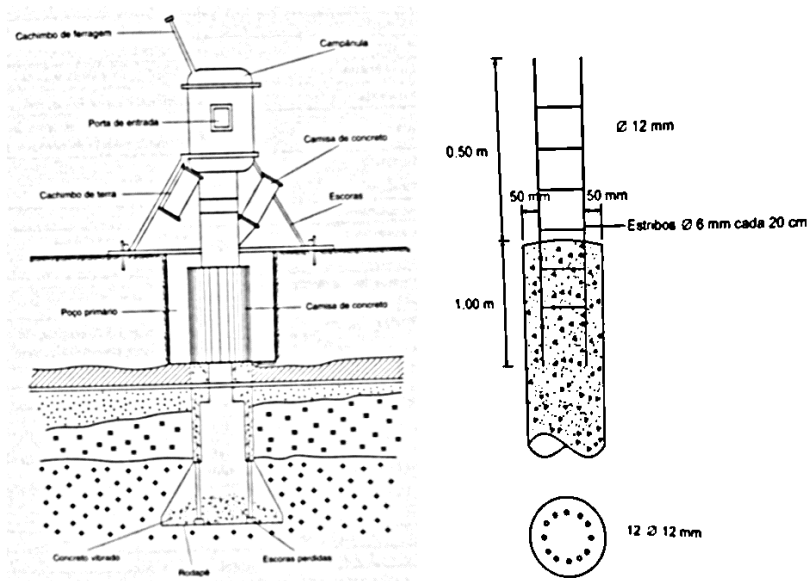 Cachimbo de ferragem
Campânula
Porta de entrada
Camisa de concreto
Cachimbo de terra
Escoras
Poço primário
Camisa de concreto
Concreto vibrado
Escoras perdidas
Rodapé
Ø 12 mm
0.50 m
50 mm
50 mm
Estribos Ø 6 mm cada 20 cm
1.00 m
12 Ø 12 mm